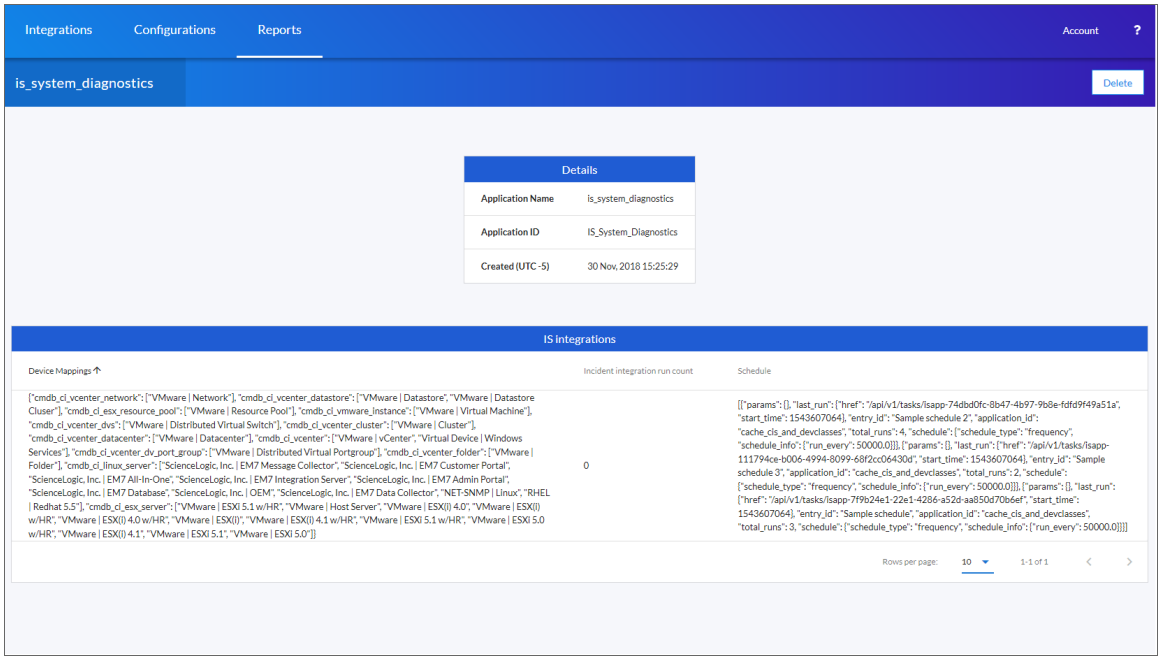 Integrations Configurations Reports Account ?
is_system_diagnostics Delete
Details
Application Name is_system_diagnostics
Application ID IS_System_Diagnostics
Created (UTC -5) 30 Nov, 2018 15:25:29
IS integrations
Device Mappings Incident integration run count Schedule
{"cmdb_ci_vcenter_network": ["VMware | Network"], "cmdb_ci_vcenter_datastore": ["VMware | Datastore", "VMware | Datastore
Cluser"], "cmdb_ci_esx_resource_pool": ["VMware | Resource Pool"], "cmdb_ci_vmware_instance": ["VMware | Virtual Machine"],
"cmdb_ci_vcenter_dvs": ["VMware | Distributed Virtual Switch"], "cmdb_ci_vcenter_cluster": ["VMware | Cluster"],
"cmdb_ci_vcenter_datacenter": ["VMware | Datacenter"], "cmdb_ci_vcenter": ["VMware | vCenter", "Virtual Device | Windows
Services"], "cmdb_ci_vcenter_dv_port_group": ["VMware | Distributed Virtual Portgroup"], "cmdb_ci_vcenter_folder": ["VMware |
Folder"], "cmdb_ci_linux_server": ["ScienceLogic, Inc. | EM7 Message Collector", "ScienceLogic, Inc. | EM7 Customer Portal",
"ScienceLogic, Inc. | EM7 All-In-One", "ScienceLogic, Inc. | EM7 Integration Server", "ScienceLogic, Inc. | EM7 Admin Portal",
"ScienceLogic, Inc. | EM7 Database", "ScienceLogic, Inc. | OEM", "ScienceLogic, Inc. | EM7 Data Collector", "NET-SNMP | Linux", "RHEL
| Redhat 5.5"], "cmdb_ci_esx_server": ["VMware | ESXi 5.1 w/HR", "VMware | Host Server", "VMware | ESX(i) 4.0", "VMware | ESX(i)
w/HR", "VMware | ESX(i) 4.0 w/HR", "VMware | ESX(i)", "VMware | ESX(i) 4.1 w/HR", "VMware | ESXi 5.1 w/HR", "VMware | ESXi 5.0
w/HR", "VMware | ESX(i) 4.1", "VMware | ESXi 5.1", "VMware | ESXi 5.0"]}
0
[{"params": {}, "last_run": {"href": "/api/v1/tasks/isapp-74dbd0fc-8b47-4b97-9b8e-fdfd9f49a51a",
"start_time": 1543607064}, "entry_id": "Sample schedule 2", "application_id":
"cache_cis_and_devclasses", "total_runs": 4, "schedule": {"schedule_type": "frequency",
"schedule_info": {"run_every": 50000.0}}}, {"params": {}, "last_run": {"href": "/api/v1/tasks/isapp-
111794ce-b006-4994-8099-68f2cc06430d", "start_time": 1543607064}, "entry_id": "Sample
schedule 3", "application_id": "cache_cis_and_devclasses", "total_runs": 2, "schedule":
{"schedule_type": "frequency", "schedule_info": {"run_every": 50000.0}}}, {"params": {}, "last_run":
{"href": "/api/v1/tasks/isapp-7f9b24e1-22e1-4286-a52d-aa850d70b6ef", "start_time":
1543607064}, "entry_id": "Sample schedule", "application_id": "cache_cis_and_devclasses",
"total_runs": 3, "schedule": {"schedule_type": "frequency", "schedule_info": {"run_every": 50000.0}}}]
Rows per page: 10 1-1 of 1